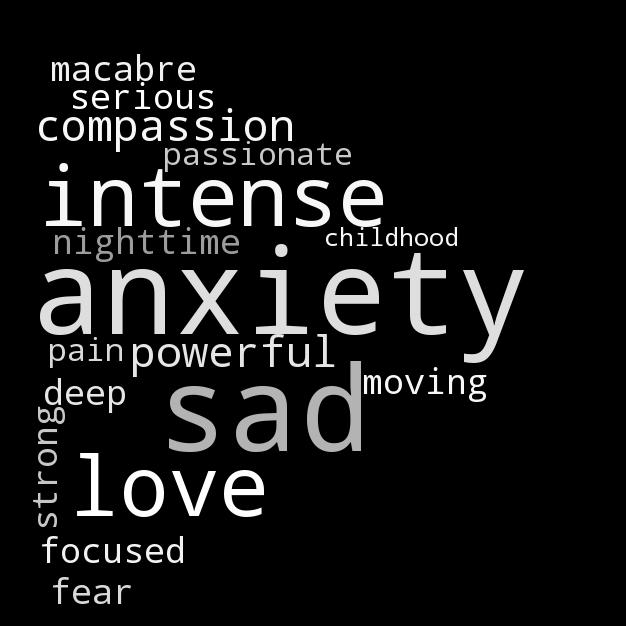 macabre
serious
compassion
passionate
intense
nighttime
childhood
anxiety
pain
powerful
deep
sad
moving
strong
love
focused
fear